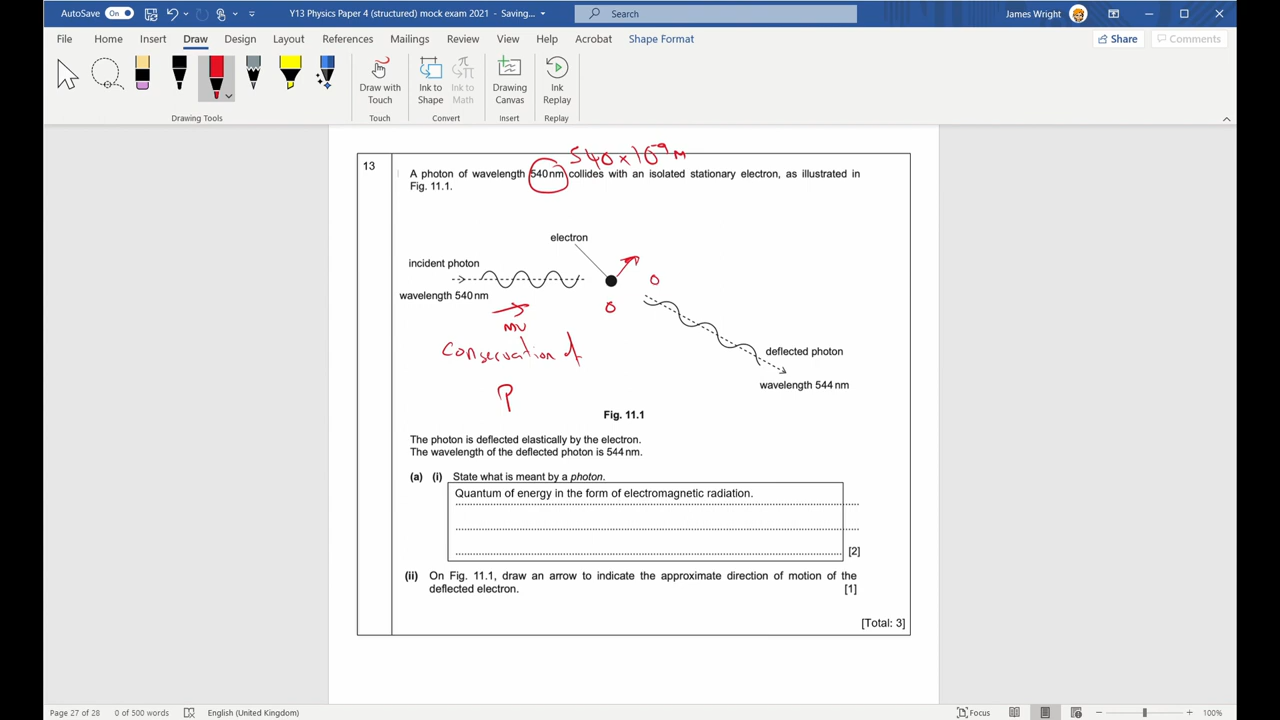 AutoSave On Y13 Physics Paper 4 (structured) mock exam 2021 - Saving... Search James Wright
File Home Insert Draw Design Layout References Mailings Review View Help Acrobat Shape Format Share Comments
Draw with Touch
Ink to Shape
Ink to Math
Drawing Canvas
Ink Replay
Drawing Tools Touch Convert Insert Replay
540 x 10-9 m
13
A photon of wavelength 540 nm collides with an isolated stationary electron, as illustrated in
Fig. 11.1.
electron
incident photon
0
wavelength 540 nm
0
mv
Conservation of
deflected photon
wavelength 544 nm
P
Fig. 11.1
The photon is deflected elastically by the electron.
The wavelength of the deflected photon is 544 nm.
(a) (i) State what is meant by a photon.
Quantum of energy in the form of electromagnetic radiation.
[2]
(ii) On Fig. 11.1, draw an arrow to indicate the approximate direction of motion of the
deflected electron. [1]
[Total: 3]
Page 27 of 28 0 of 500 words English (United Kingdom) Focus 100%